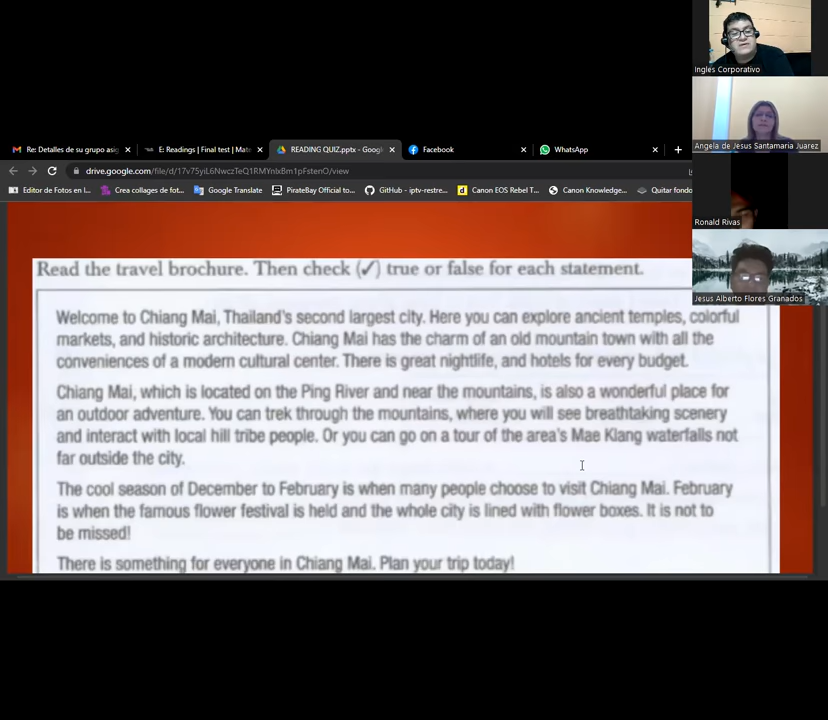 Ingles Corporativo
Re: Detalles de su grupo asig
E: Readings | Final test | Mat
READING QUIZ.pptx - Google
Facebook
WhatsApp
Angela de Jesus Santamaria Juarez
drive.google.com/file/d/17v75yiL6NwczTeQ1RMYnIxBm1pFstenO/view
Editor de Fotos en l...
Crea collages de fot...
Google Translate
PirateBay Official to...
GitHub - iptv-restre...
Canon EOS Rebel T...
Canon Knowledge...
Quitar fondo
Ronald Rivas
Jesus Alberto Flores Granados
Read the travel brochure. Then check (✓) true or false for each statement.
Welcome to Chiang Mai, Thailand's second largest city. Here you can explore ancient temples, colorful
markets, and historic architecture. Chiang Mai has the charm of an old mountain town with all the
conveniences of a modern cultural center. There is great nightlife, and hotels for every budget.
Chiang Mai, which is located on the Ping River and near the mountains, is also a wonderful place for
an outdoor adventure. You can trek through the mountains, where you will see breathtaking scenery
and interact with local hill tribe people. Or you can go on a tour of the area's Mae Klang waterfalls not
far outside the city.
The cool season of December to February is when many people choose to visit Chiang Mai. February
is when the famous flower festival is held and the whole city is lined with flower boxes. It is not to
be missed!
There is something for everyone in Chiang Mai. Plan your trip today!